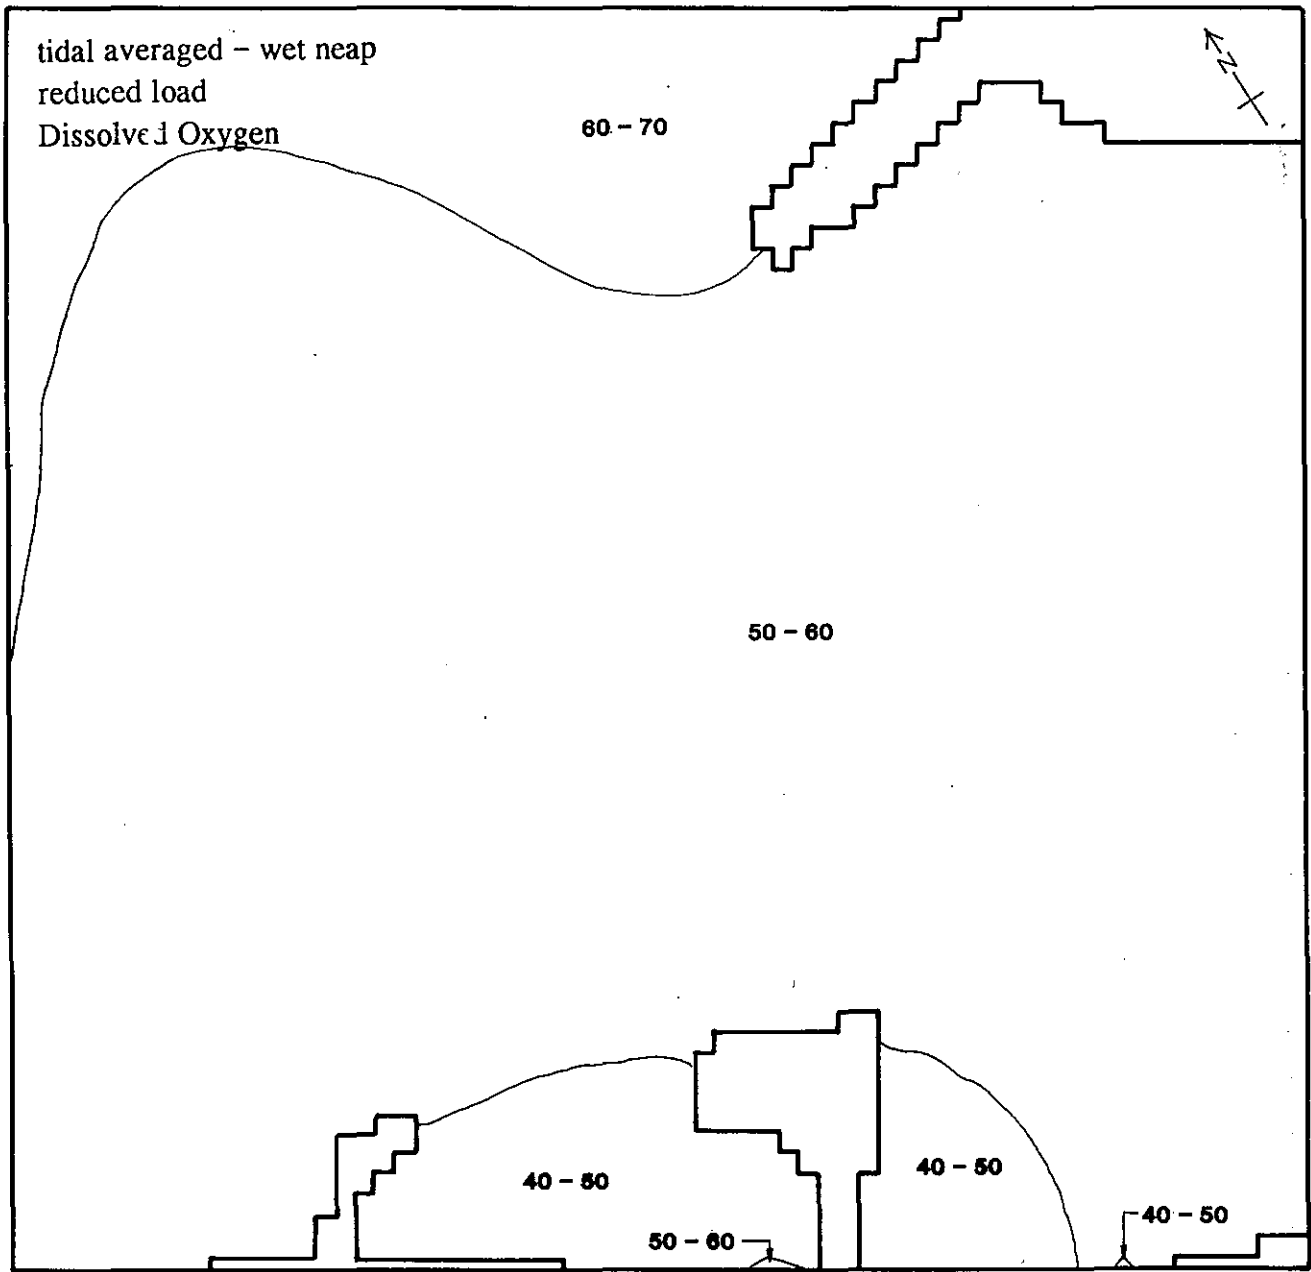 tidal averaged – wet neap
reduced load
Dissolved Oxygen
N
60 – 70
50 – 60
40 – 50
40 – 50
40 – 50
50 – 60